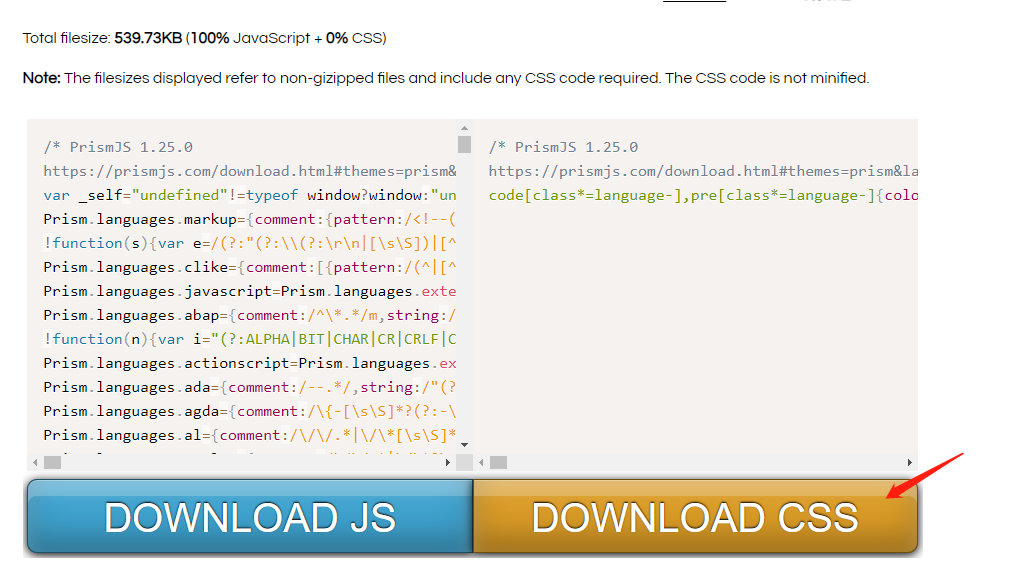 Total filesize: 539.73KB (100% JavaScript + 0% CSS)
Note: The filesizes displayed refer to non-gizipped files and include any CSS code required. The CSS code is not minified.
/* PrismJS 1.25.0
https://prismjs.com/download.html#themes=prism&
var _self="undefined"!=typeof window?window:"un
Prism.languages.markup={comment:{pattern:/<!--(
!function(s){var e=/(?:"(?:\\(?:\r\n|[\s\S])|[^
Prism.languages.clike={comment:[{pattern:/(^|[^
Prism.languages.javascript=Prism.languages.exte
Prism.languages.abap={comment:/^\*.*/m,string:/
!function(n){var i="(?:ALPHA|BIT|CHAR|CR|CRLF|C
Prism.languages.actionscript=Prism.languages.ex
Prism.languages.ada={comment:/--.*/,string:/"(?
Prism.languages.agda={comment:/\{-[\s\S]*?(?:-\
Prism.languages.al={comment:/\/\/.*|\/\*[\s\S]*
/* PrismJS 1.25.0
https://prismjs.com/download.html#themes=prism&la
code[class*=language-],pre[class*=language-]{colo
DOWNLOAD JS
DOWNLOAD CSS